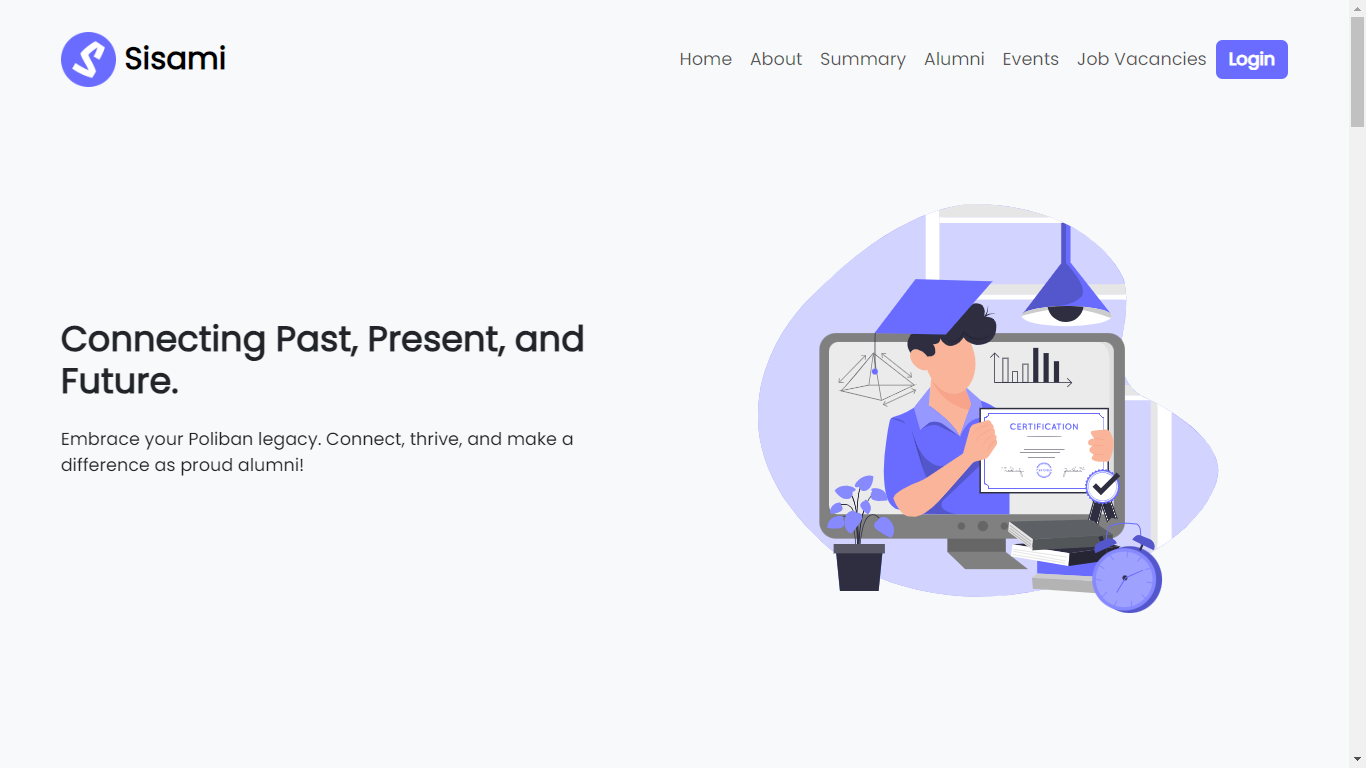 Sisami
Home About Summary Alumni Events Job Vacancies Login
Connecting Past, Present, and
Future.
Embrace your Poliban legacy. Connect, thrive, and make a
difference as proud alumni!
CERTIFICATION